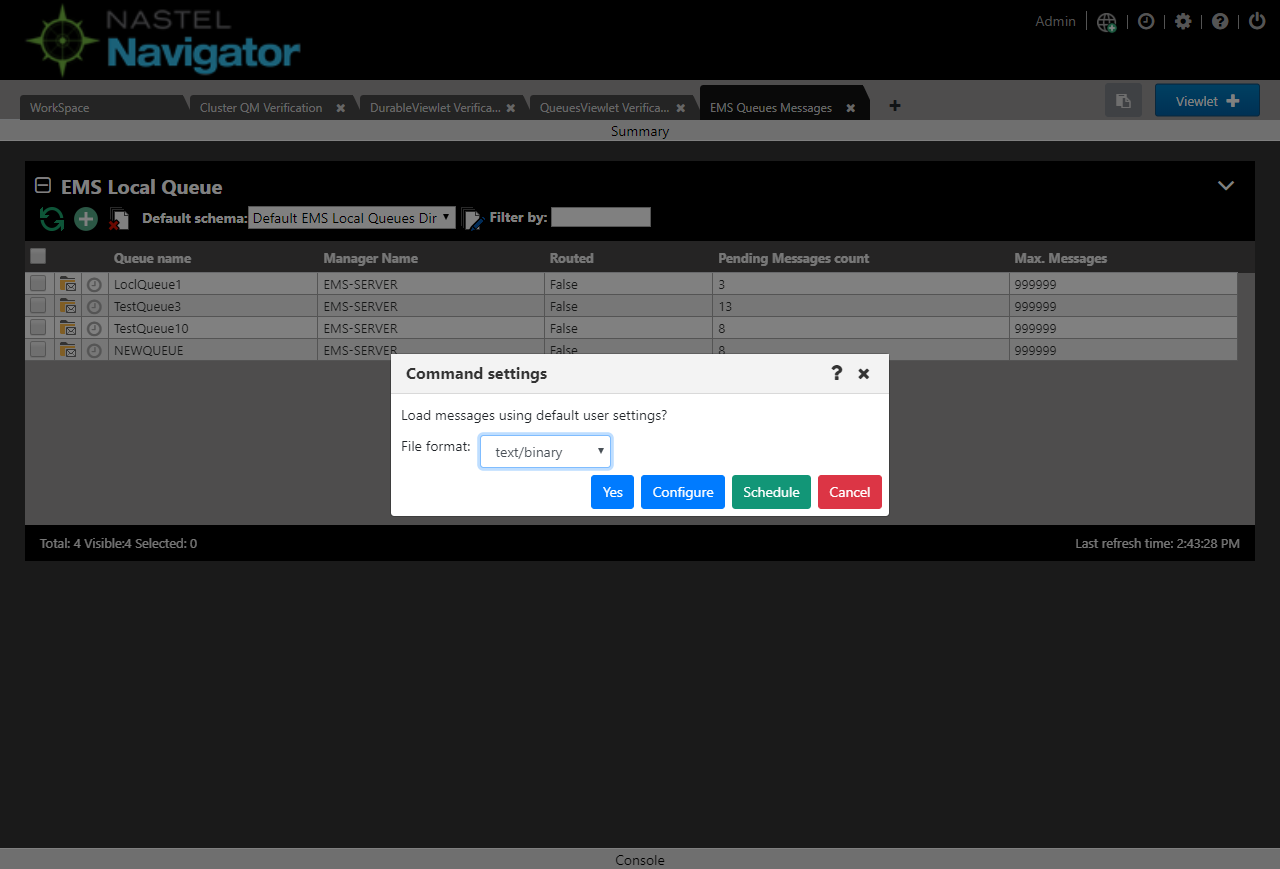 NASTEL
Navigator
Admin
WorkSpace
Cluster QM Verification
DurableViewlet Verifica...
QueuesViewlet Verifica...
EMS Queues Messages
Viewlet
Summary
EMS Local Queue
Default schema: Default EMS Local Queues Dir Filter by:
Queue name Manager Name Routed Pending Messages count Max. Messages
LoclQueue1 EMS-SERVER False 3 999999
TestQueue3 EMS-SERVER False 13 999999
TestQueue10 EMS-SERVER False 8 999999
NEWQUEUE EMS-SERVER False 8 999999
Command settings ?
Load messages using default user settings?
File format: text/binary
Yes Configure Schedule Cancel
Total: 4 Visible:4 Selected: 0 Last refresh time: 2:43:28 PM
Console